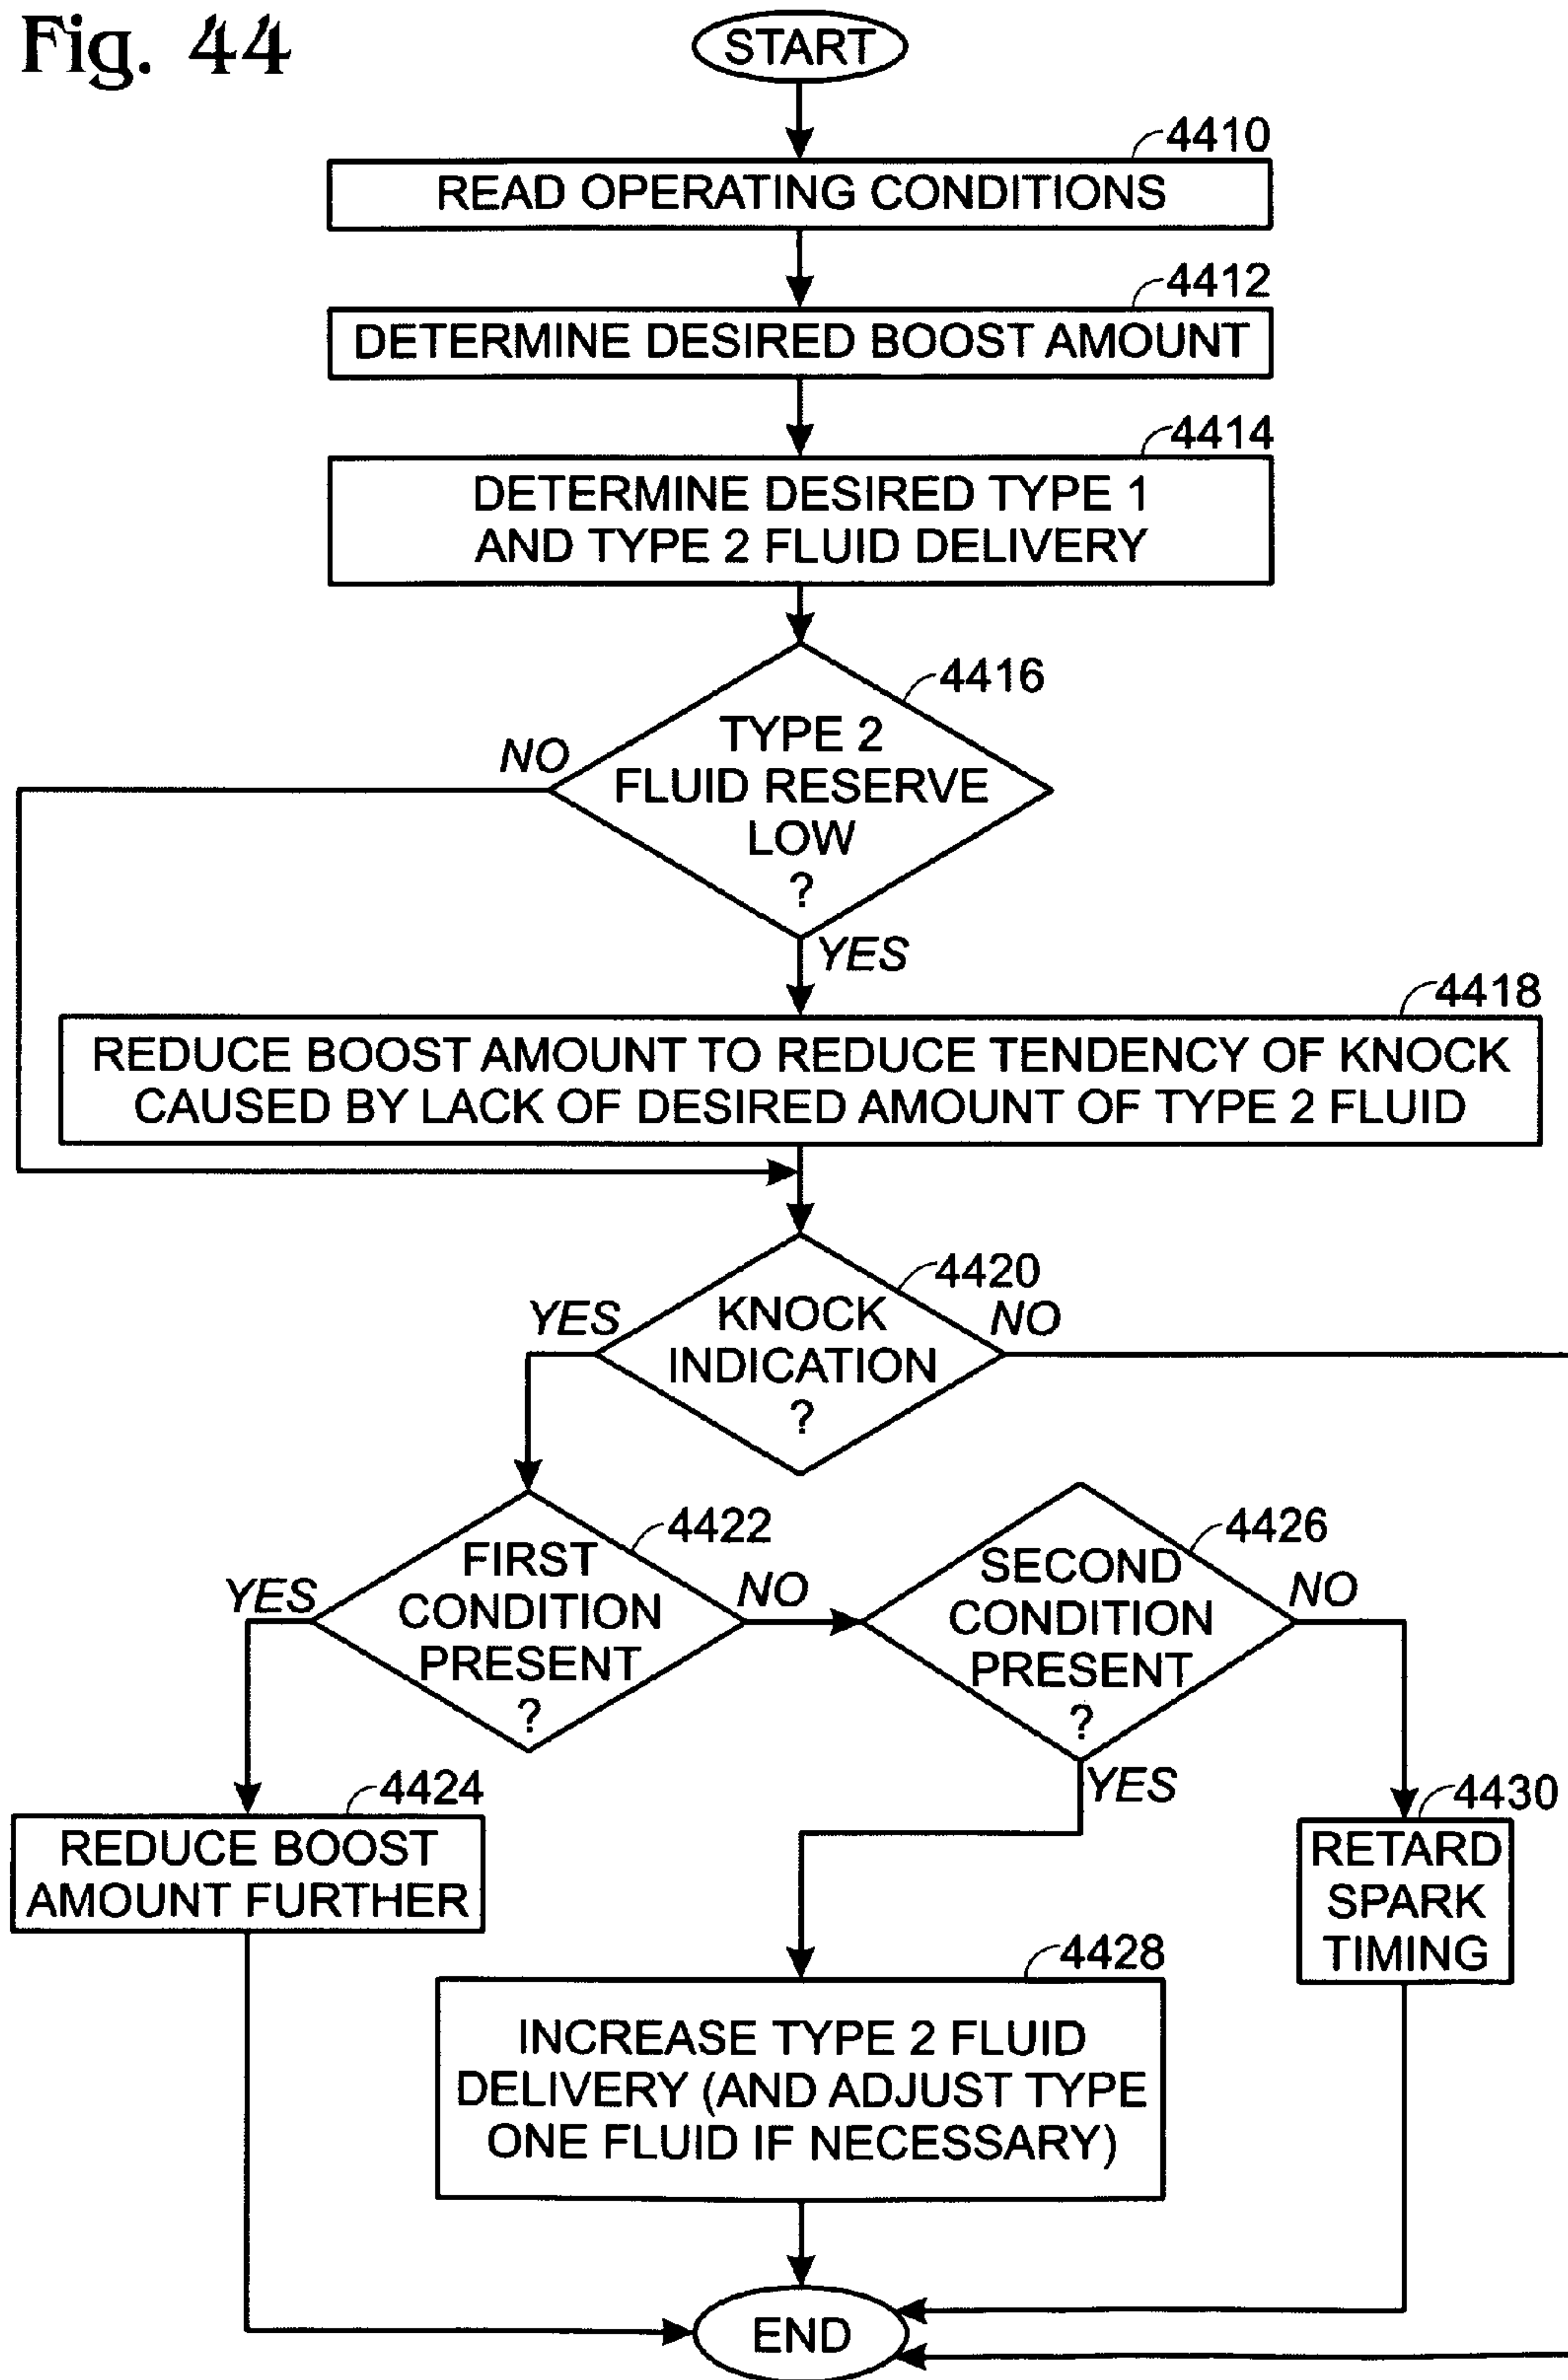 Fig. 44
START
4410
READ OPERATING CONDITIONS
4412
DETERMINE DESIRED BOOST AMOUNT
4414
DETERMINE DESIRED TYPE 1
AND TYPE 2 FLUID DELIVERY
4416
TYPE 2
FLUID RESERVE
LOW
?
NO
YES
4418
REDUCE BOOST AMOUNT TO REDUCE TENDENCY OF KNOCK
CAUSED BY LACK OF DESIRED AMOUNT OF TYPE 2 FLUID
4420
KNOCK
INDICATION
?
YES
NO
4422
FIRST
CONDITION
PRESENT
?
YES
NO
4426
SECOND
CONDITION
PRESENT
?
NO
YES
4424
REDUCE BOOST
AMOUNT FURTHER
4430
RETARD
SPARK
TIMING
4428
INCREASE TYPE 2 FLUID
DELIVERY (AND ADJUST TYPE
ONE FLUID IF NECESSARY)
END